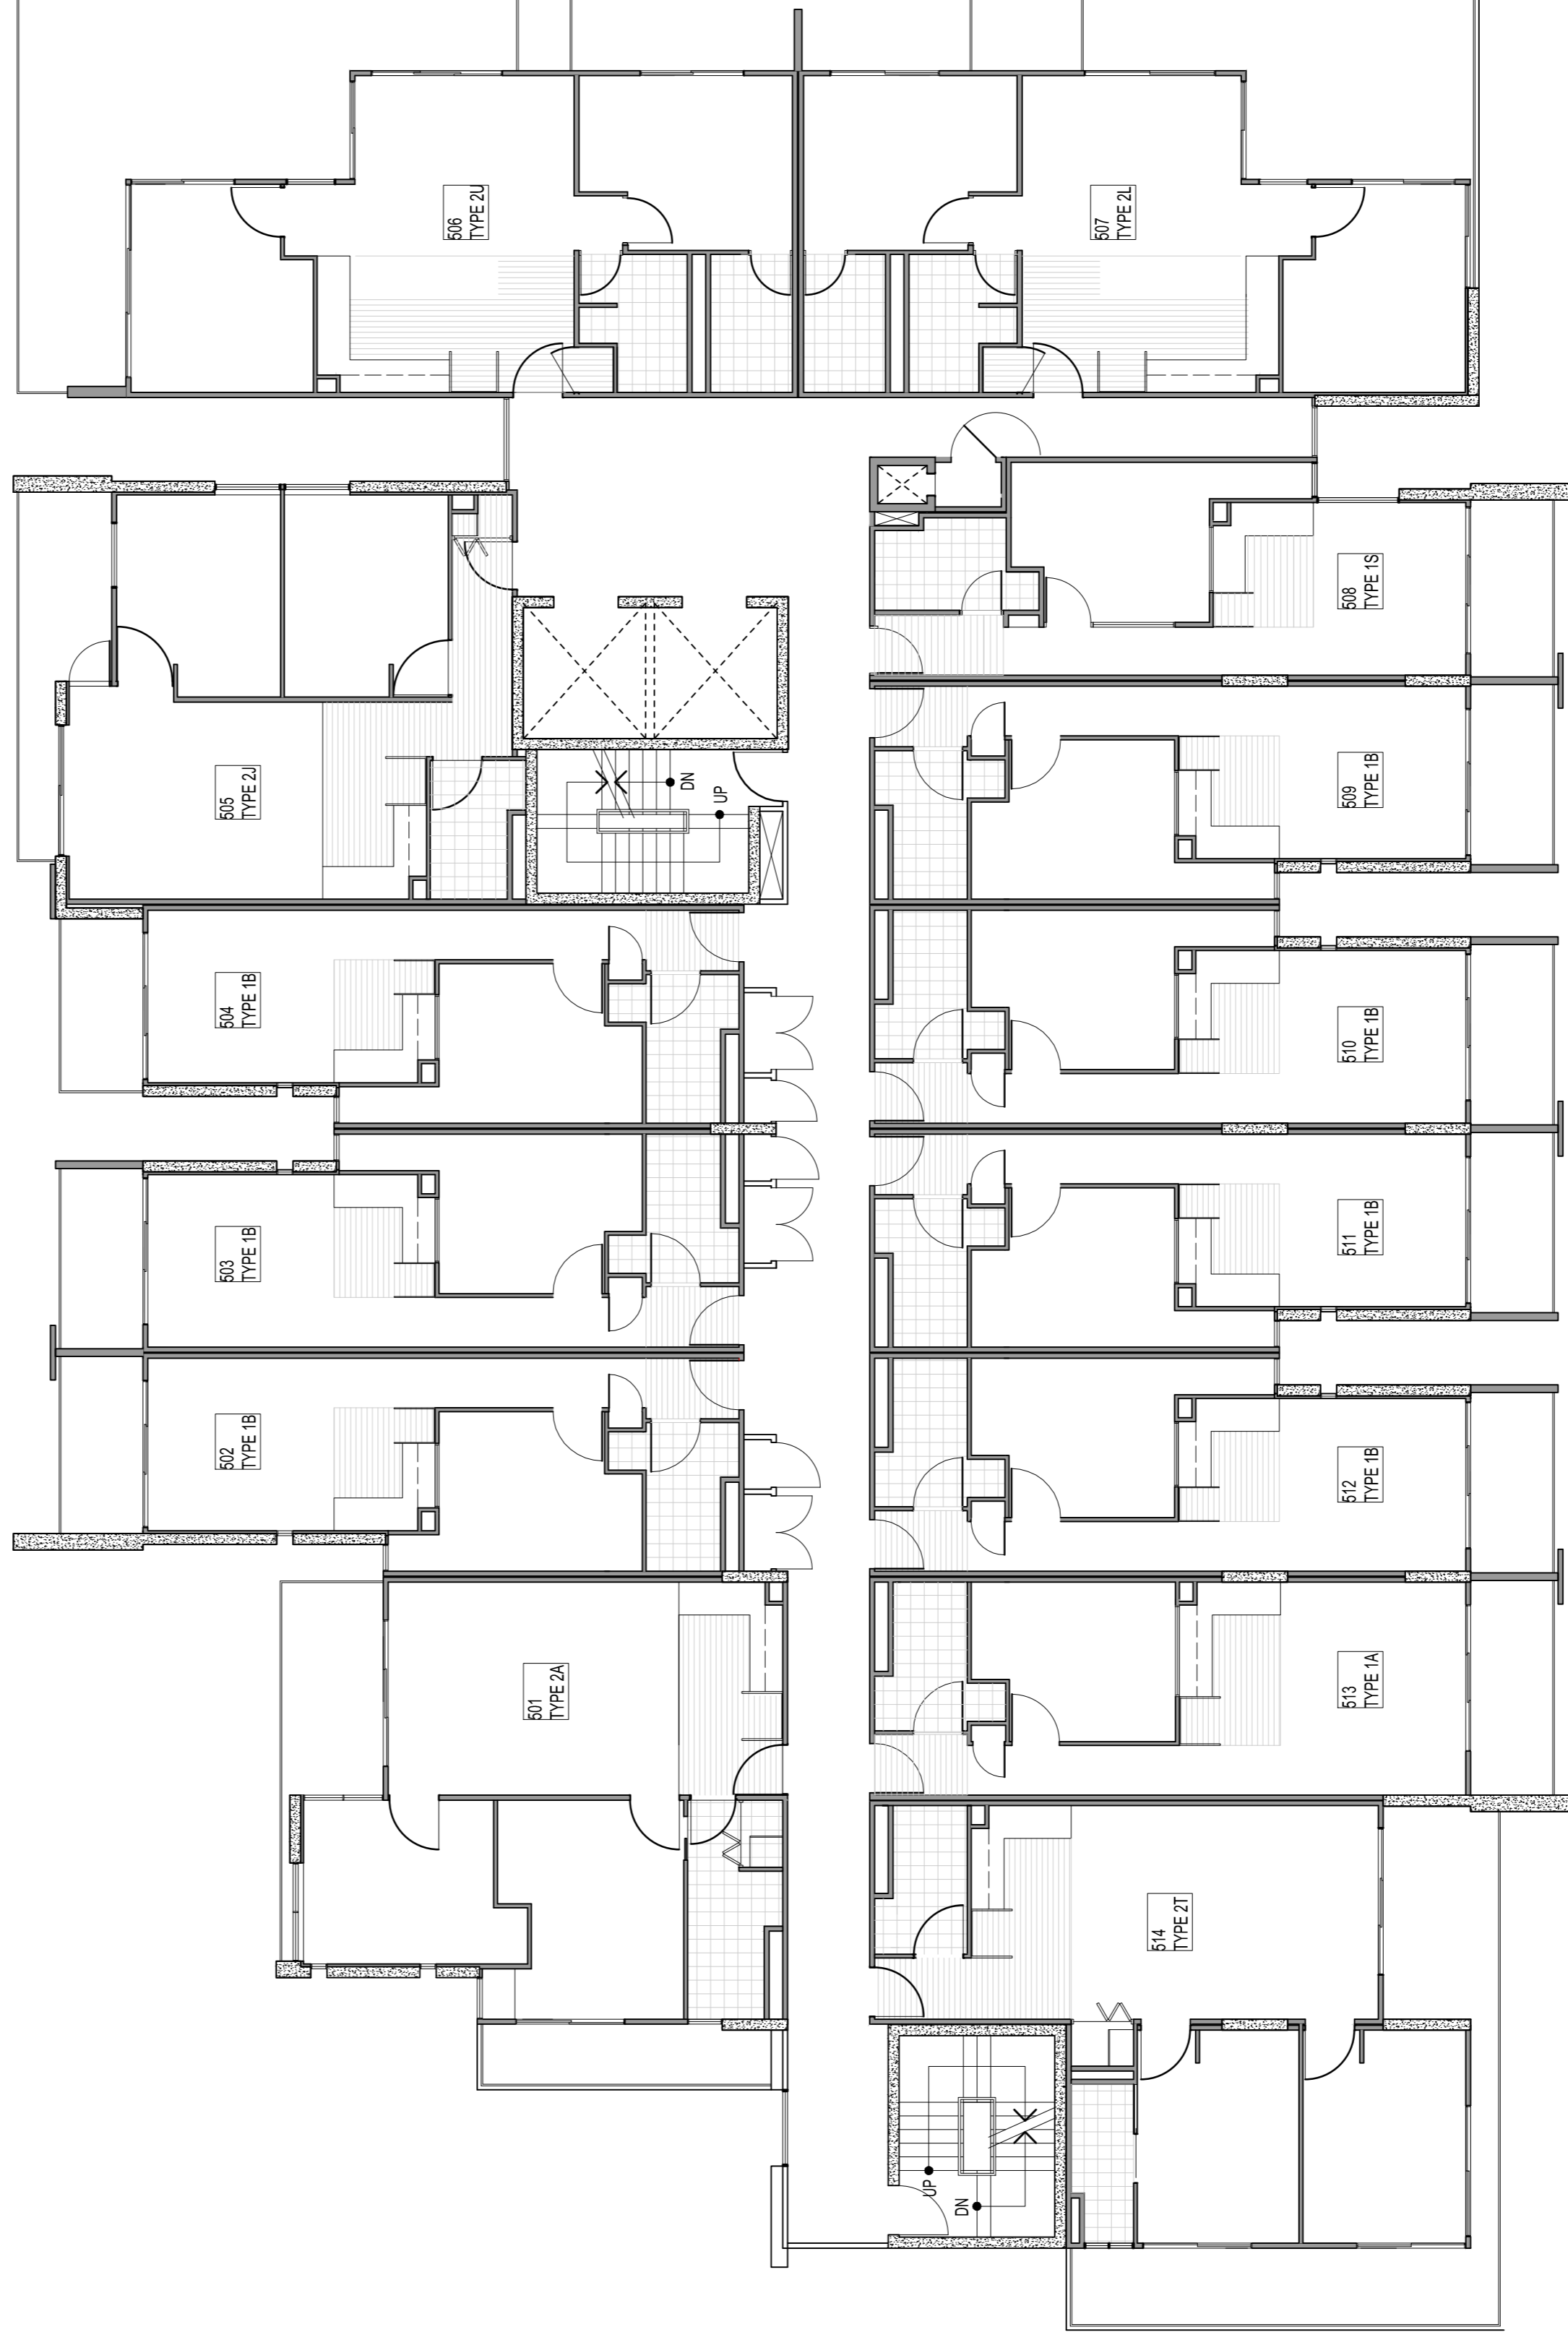 506
TYPE 2U
507
TYPE 2L
505
TYPE 2J
DN
UP
508
TYPE 1S
509
TYPE 1B
504
TYPE 1B
510
TYPE 1B
503
TYPE 1B
511
TYPE 1B
502
TYPE 1B
512
TYPE 1B
501
TYPE 2A
513
TYPE 1A
514
TYPE 2T
UP
DN